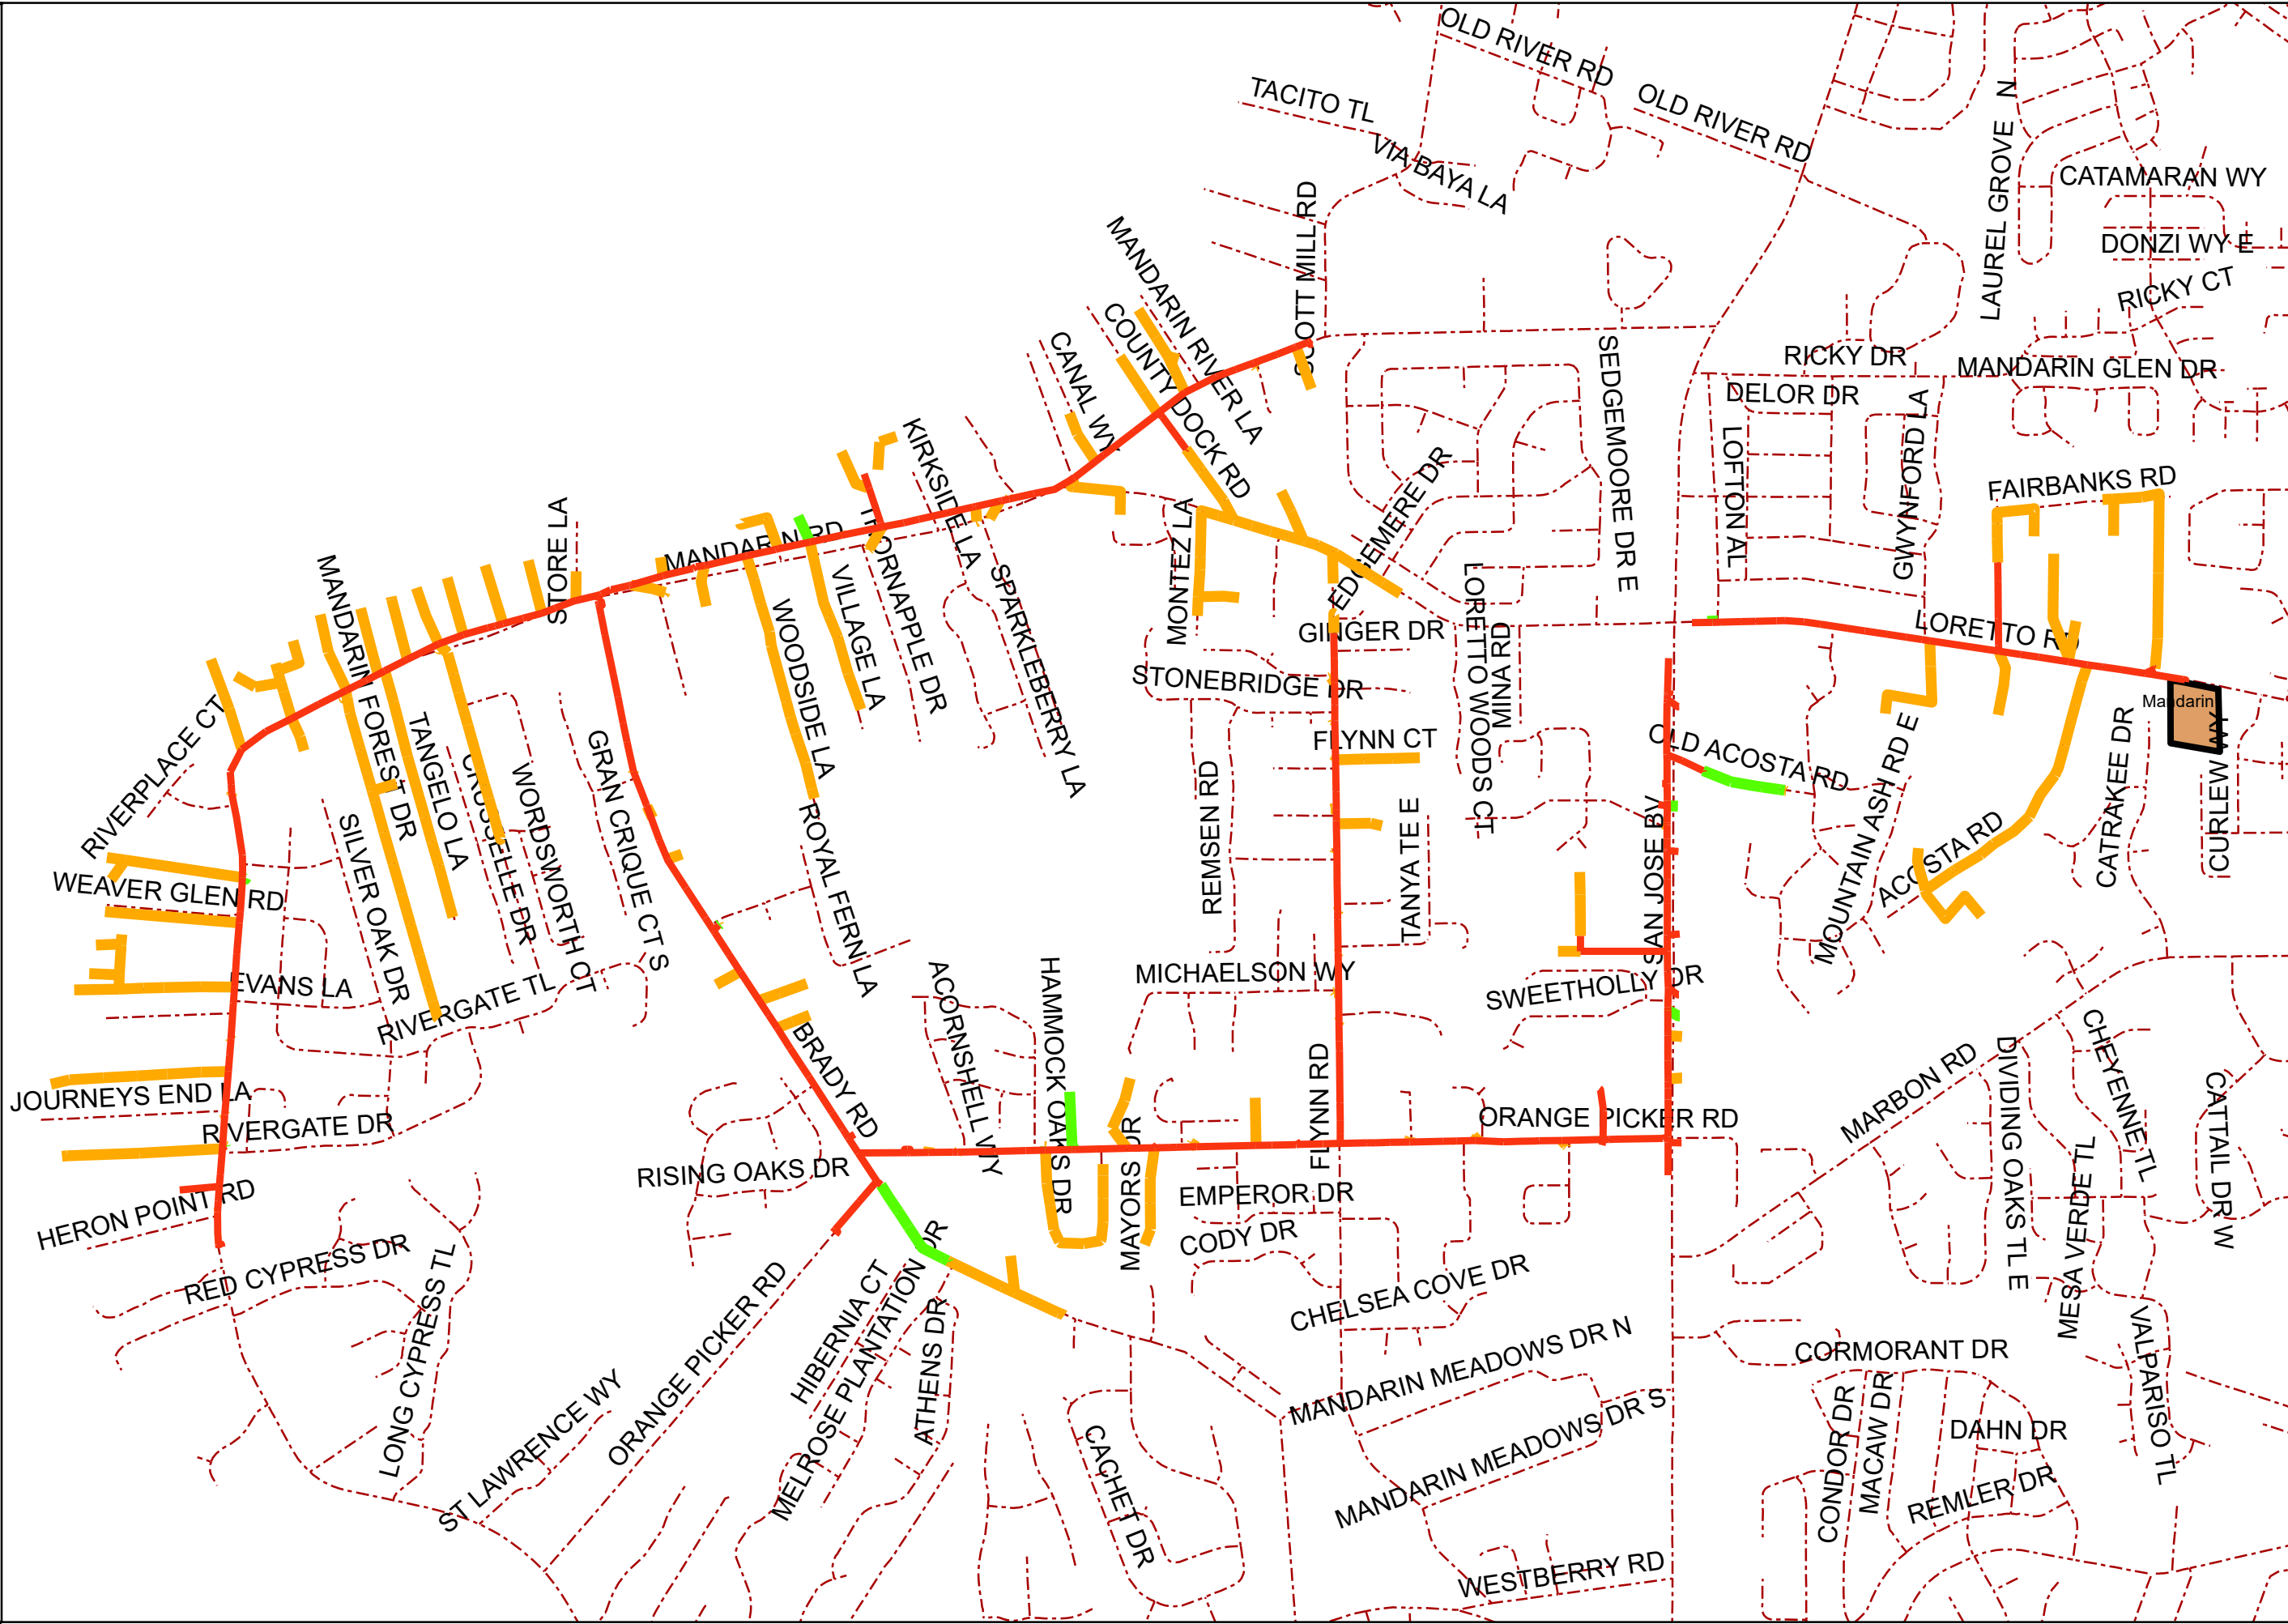 OLD RIVER RD
TACITO TL
OLD RIVER RD
VIA BAYA LA
LAUREL GROVE N
CATAMARAN WY
DONZI WY E
RICKY CT
SCOTT MILL RD
MANDARIN RIVER LA
COUNTY DOCK RD
CANAL WY
RICKY DR
MANDARIN GLEN DR
DELOR DR
SEDGEMOORE DR E
LOFTON AL
GWYNFORD LA
KIRKSIDE LA
EDGEMERE DR
FAIRBANKS RD
STORE LA
MANDARIN RD
THORNAPPLE DR
MONTEZ LA
MANDARIN FOREST DR
VILLAGE LA
SPARKLEBERRY LA
WOODSIDE LA
GINGER DR
LORETTO WOODS CT
MINA RD
LORETTO RD
STONEBRIDGE DR
Mandarin
RIVERPLACE CT
TANGELO LA
CROSSELLE DR
WORDSWORTH CT
GRAN CRIQUE CT S
FLYNN CT
OLD ACOSTA RD
MOUNTAIN ASH RD E
CATRAKEE DR
CURLEW WY
REMSEN RD
TANYA TE
SAN JOSE BV
ACOSTA RD
ROYAL FERN LA
SILVER OAK DR
WEAVER GLEN RD
EVANS LA
RIVERGATE TL
ACORNSHELL WY
HAMMOCK OAKS DR
MICHAELSON WY
SWEETHOLLY DR
BRADY RD
JOURNEYS END LA
RIVERGATE DR
FLYNN RD
ORANGE PICKER RD
MARBON RD
DIVIDING OAKS TL E
CHEYENNE TL
CATTAIL DR W
MESA VERDE TL
MAYORS DR
RISING OAKS DR
EMPEROR DR
HERON POINT RD
CODY DR
RED CYPRESS DR
LONG CYPRESS TL
ORANGE PICKER RD
HIBERNIA CT
MELROSE PLANTATION DR
ATHENS DR
CHELSEA COVE DR
MANDARIN MEADOWS DR N
CORMORANT DR
VALPARISO TL
ST LAWRENCE WY
MANDARIN MEADOWS DR S
CONDOR DR
MACAW DR
DAHN DR
CACHET DR
REMLER DR
WESTBERRY RD